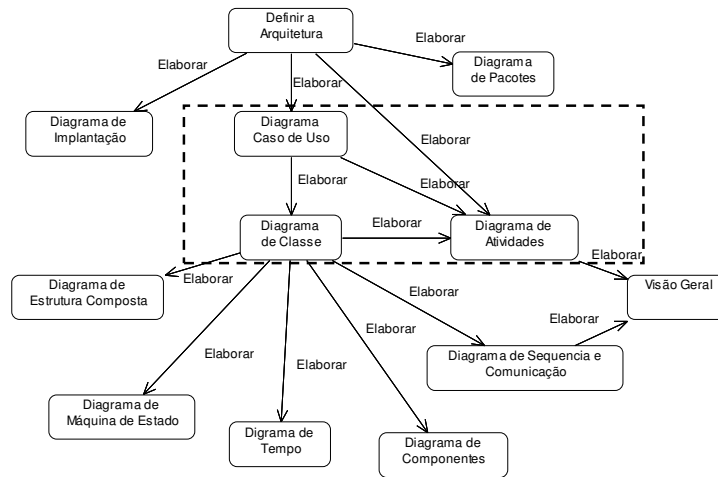 Definir a
Arquitetura
Elaborar
Diagrama
de Pacotes
Elaborar
Elaborar
Diagrama de
Implantação
Diagrama
Caso de Uso
Elaborar
Elaborar
Elaborar
Diagrama
de Classe
Elaborar
Diagrama de
Atividades
Elaborar
Diagrama de
Estrutura Composta
Elaborar
Visão Geral
Elaborar
Elaborar
Elaborar
Elaborar
Elaborar
Diagrama de Sequencia e
Comunicação
Diagrama de
Máquina de Estado
Digrama de
Tempo
Diagrama de
Componentes